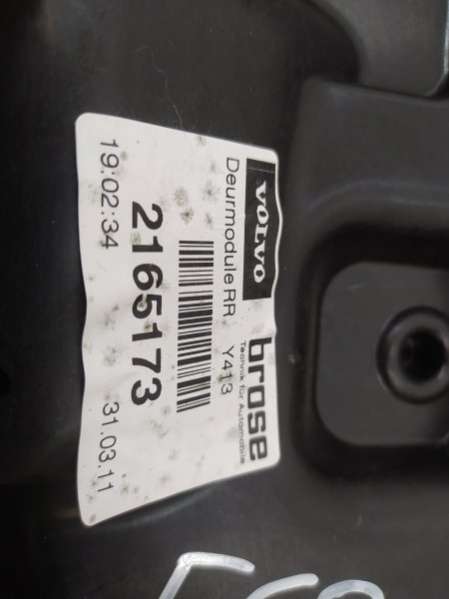 VOLVO brose
Technik für Automobile
Deurmodule RR Y413
2165173
19:02:34 31.03.11